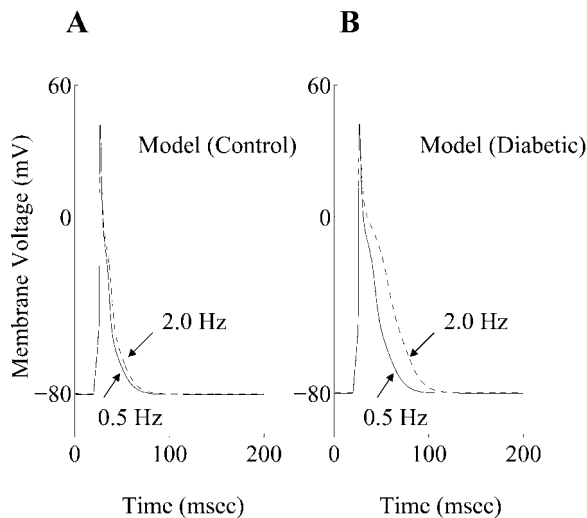 A
B
60
60
Model (Control)
Model (Diabetic)
Membrane Voltage (mV)
0
0
2.0 Hz
2.0 Hz
−80
−80
0.5 Hz
0.5 Hz
0
100
200
0
100
200
Time (msec)
Time (msec)